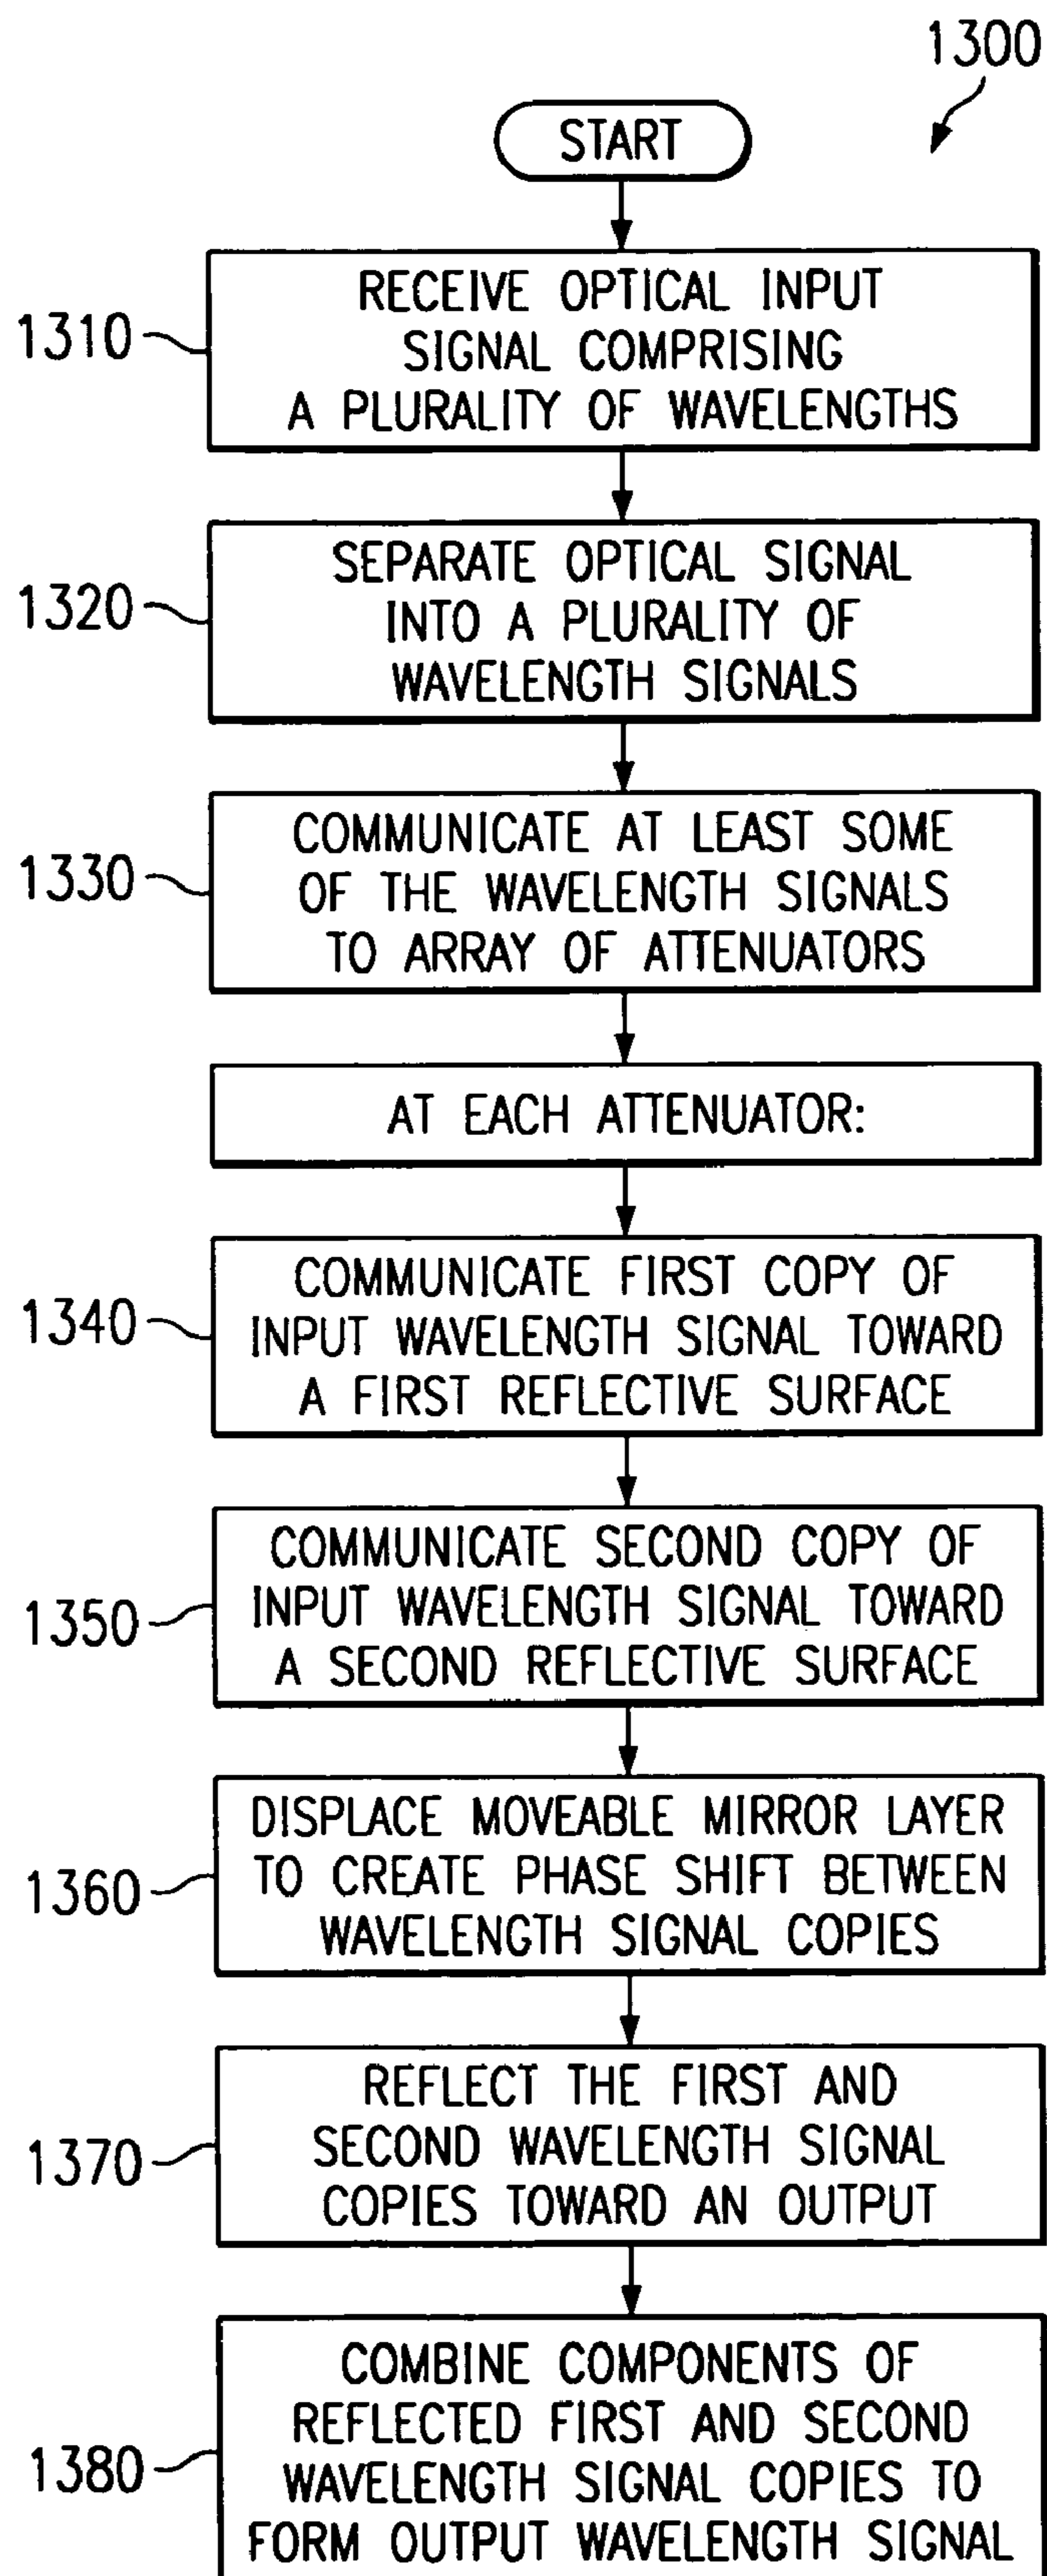 1300
START
1310
RECEIVE OPTICAL INPUT
SIGNAL COMPRISING
A PLURALITY OF WAVELENGTHS
1320
SEPARATE OPTICAL SIGNAL
INTO A PLURALITY OF
WAVELENGTH SIGNALS
1330
COMMUNICATE AT LEAST SOME
OF THE WAVELENGTH SIGNALS
TO ARRAY OF ATTENUATORS
AT EACH ATTENUATOR:
1340
COMMUNICATE FIRST COPY OF
INPUT WAVELENGTH SIGNAL TOWARD
A FIRST REFLECTIVE SURFACE
1350
COMMUNICATE SECOND COPY OF
INPUT WAVELENGTH SIGNAL TOWARD
A SECOND REFLECTIVE SURFACE
1360
DISPLACE MOVEABLE MIRROR LAYER
TO CREATE PHASE SHIFT BETWEEN
WAVELENGTH SIGNAL COPIES
1370
REFLECT THE FIRST AND
SECOND WAVELENGTH SIGNAL
COPIES TOWARD AN OUTPUT
1380
COMBINE COMPONENTS OF
REFLECTED FIRST AND SECOND
WAVELENGTH SIGNAL COPIES TO
FORM OUTPUT WAVELENGTH SIGNAL